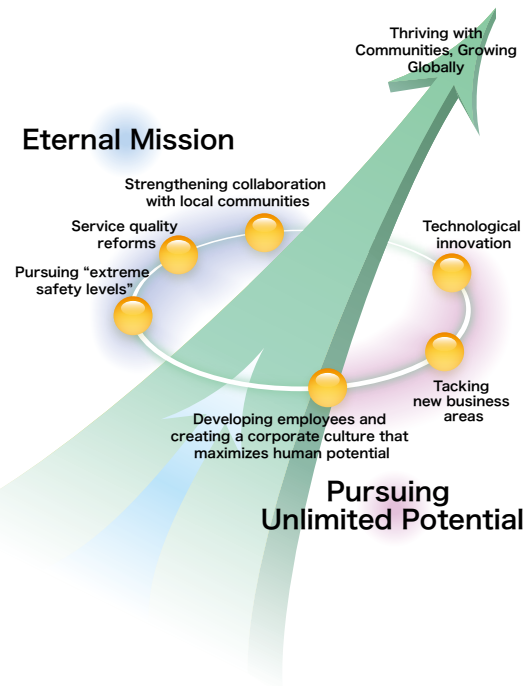 Thriving with
Communities, Growing
Globally
Eternal Mission
Strengthening collaboration
with local communities
Service quality
reforms
Pursuing “extreme
safety levels”
Technological
innovation
Tacking
new business
areas
Developing employees and
creating a corporate culture that
maximizes human potential
Pursuing
Unlimited Potential